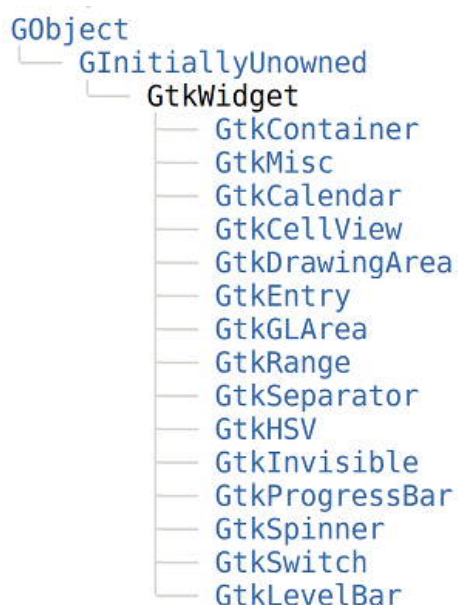 GObject
GInitiallyUnowned
GtkWidget
GtkContainer
GtkMisc
GtkCalendar
GtkCellView
GtkDrawingArea
GtkEntry
GtkGLArea
GtkRange
GtkSeparator
GtkHSV
GtkInvisible
GtkProgressBar
GtkSpinner
GtkSwitch
GtkLevelBar